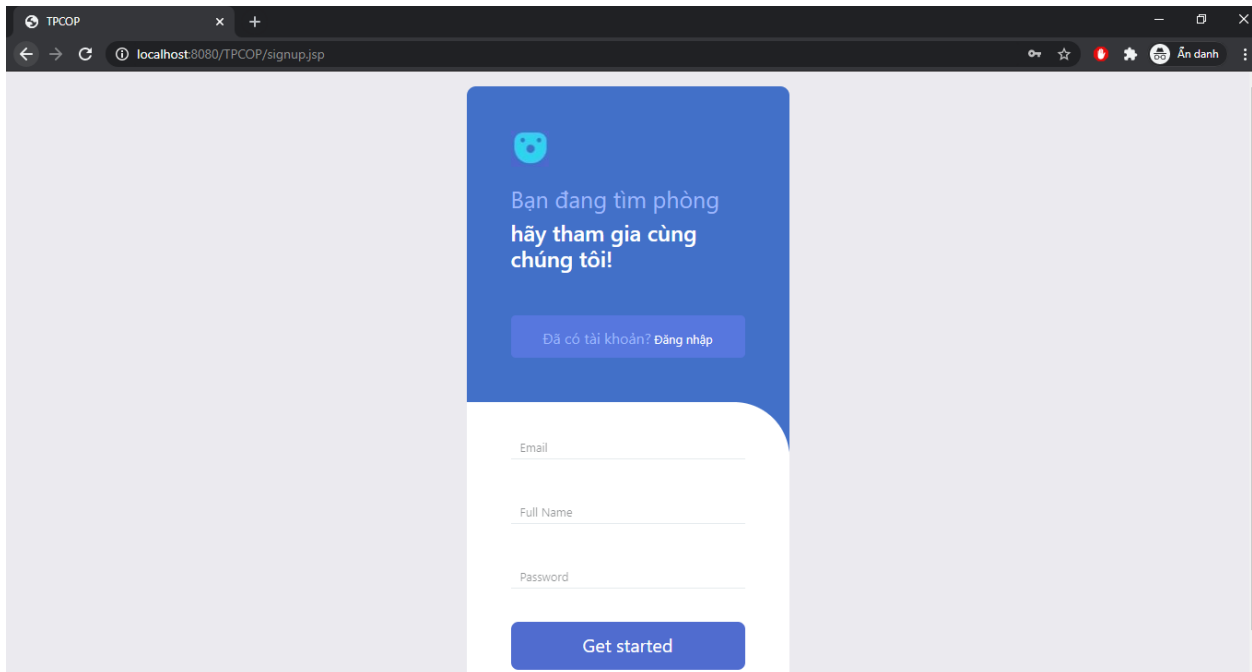 TPCOP
localhost:8080/TPCOP/signup.jsp
Ẩn danh
Bạn đang tìm phòng
hãy tham gia cùng
chúng tôi!
Đã có tài khoản? Đăng nhập
Email
Full Name
Password
Get started